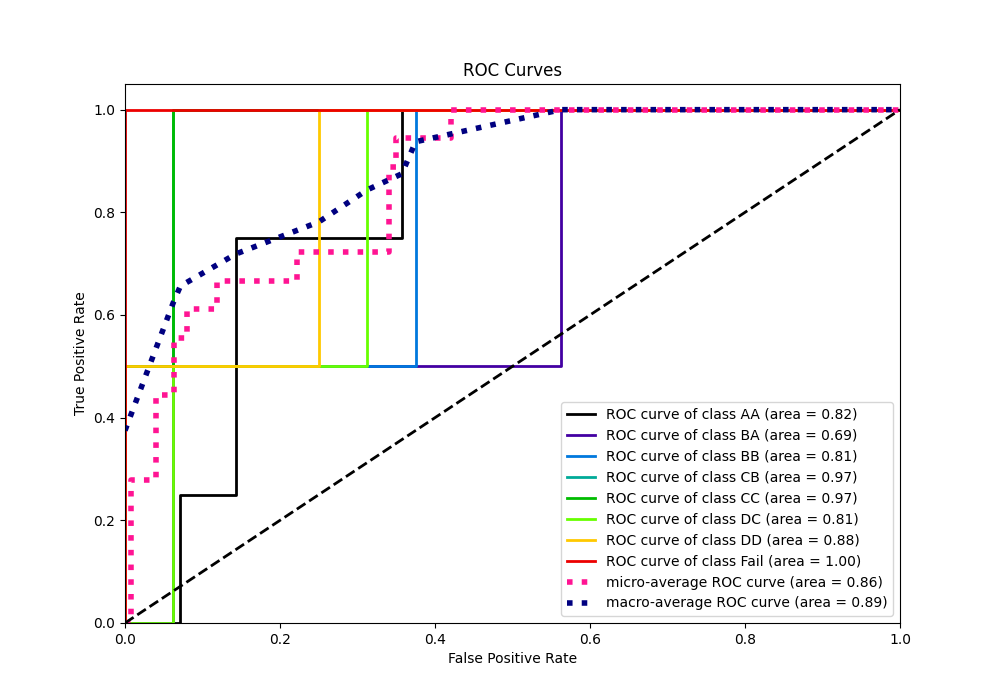 ROC Curves
True Positive Rate
1.0
0.8
0.6
0.4
0.2
0.0
ROC curve of class AA (area = 0.82)
ROC curve of class BA (area = 0.69)
ROC curve of class BB (area = 0.81)
ROC curve of class CB (area = 0.97)
ROC curve of class CC (area = 0.97)
ROC curve of class DC (area = 0.81)
ROC curve of class DD (area = 0.88)
ROC curve of class Fail (area = 1.00)
micro-average ROC curve (area = 0.86)
macro-average ROC curve (area = 0.89)
0.0 0.2 0.4 0.6 0.8 1.0
False Positive Rate